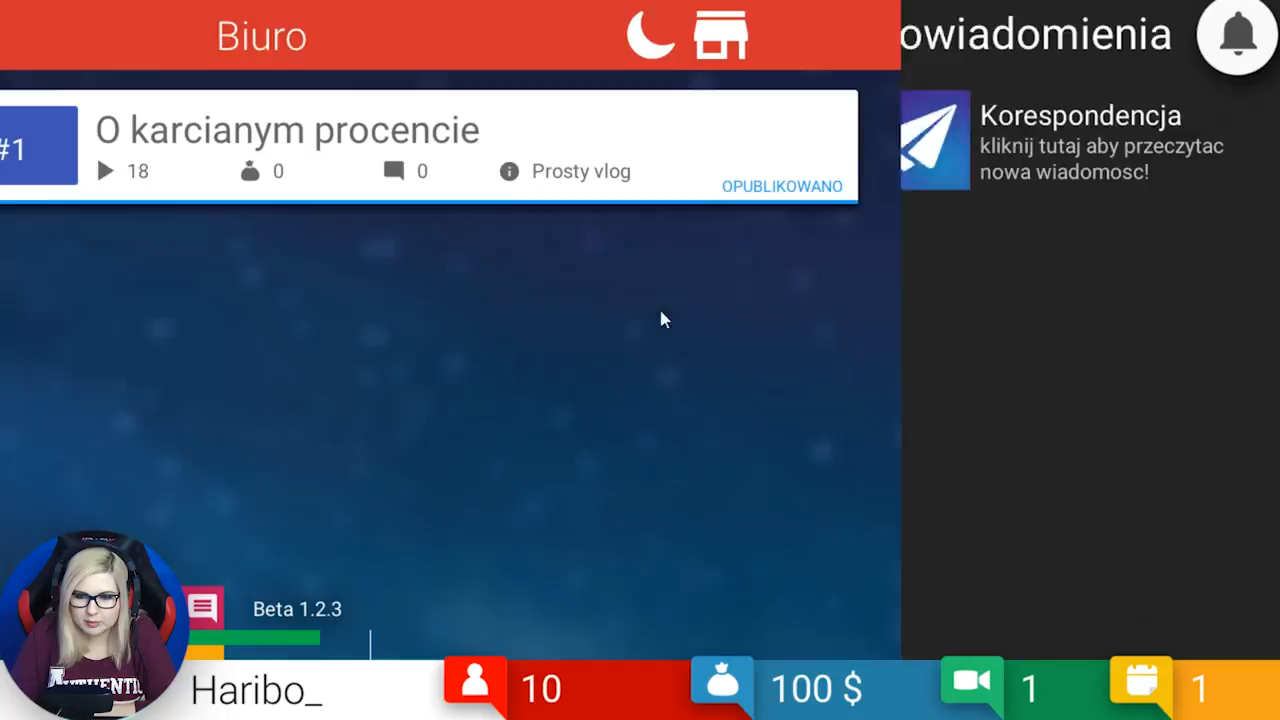 Biuro
owiadomienia
#1
O karcianym procencie
18
0
0
Prosty vlog
OPUBLIKOWANO
Korespondencja
kliknij tutaj aby przeczytac
nowa wiadomosc!
Beta 1.2.3
AUTHENTIC
Haribo_
10
100 $
1
1